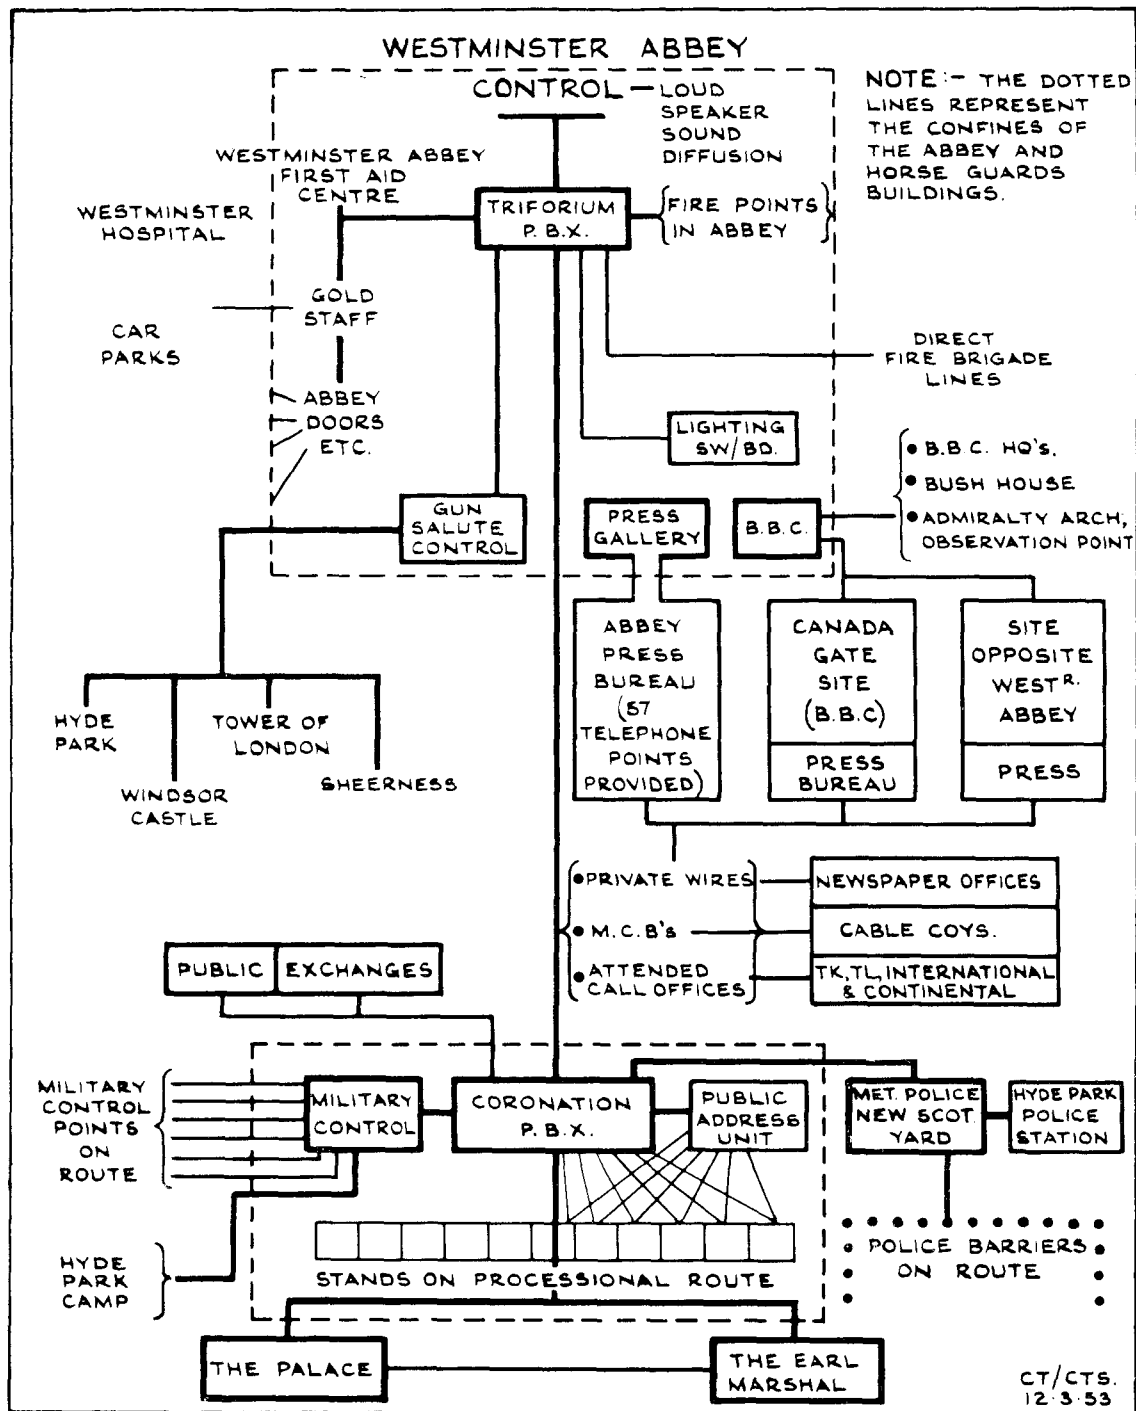 WESTMINSTER ABBEY
CONTROL — LOUD
SPEAKER
SOUND
DIFFUSION
NOTE:- THE DOTTED
LINES REPRESENT
THE CONFINES OF
THE ABBEY AND
HORSE GUARDS
BUILDINGS.
WESTMINSTER ABBEY
FIRST AID
CENTRE
WESTMINSTER
HOSPITAL
TRIFORIUM
P.B.X.
FIRE POINTS
IN ABBEY
GOLD
STAFF
CAR
PARKS
DIRECT
FIRE BRIGADE
LINES
ABBEY
DOORS
ETC.
LIGHTING
SW/BD.
GUN
SALUTE
CONTROL
PRESS
GALLERY
B.B.C.
• B.B.C. HQ's.
• BUSH HOUSE
• ADMIRALTY ARCH,
OBSERVATION POINT
ABBEY
PRESS
BUREAU
(57
TELEPHONE
POINTS
PROVIDED)
CANADA
GATE
SITE
(B.B.C)
PRESS
BUREAU
SITE
OPPOSITE
WESTR.
ABBEY
PRESS
HYDE
PARK
WINDSOR
CASTLE
TOWER OF
LONDON
SHEERNESS
• PRIVATE WIRES
• M.C.B's
• ATTENDED
CALL OFFICES
NEWSPAPER OFFICES
CABLE COYS.
TK, TL, INTERNATIONAL
& CONTINENTAL
PUBLIC EXCHANGES
MILITARY
CONTROL
POINTS
ON
ROUTE
MILITARY
CONTROL
CORONATION
P.B.X.
PUBLIC
ADDRESS
UNIT
MET. POLICE
NEW SCOT.
YARD
HYDE PARK
POLICE
STATION
HYDE
PARK
CAMP
STANDS ON PROCESSIONAL ROUTE
POLICE BARRIERS
ON ROUTE
THE PALACE
THE EARL
MARSHAL
CT/CTS.
12·3·53